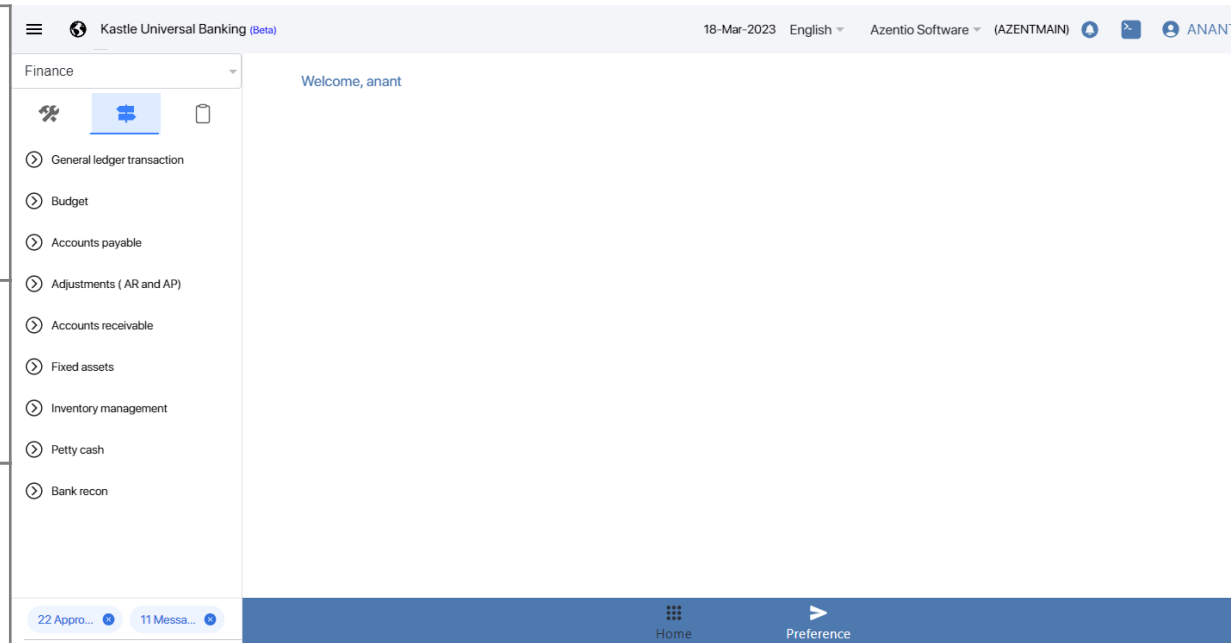 Kastle Universal Banking (Beta)
18-Mar-2023 English Azentio Software (AZENTMAIN) ANANT
Finance
Welcome, anant
General ledger transaction
Budget
Accounts payable
Adjustments ( AR and AP)
Accounts receivable
Fixed assets
Inventory management
Petty cash
Bank recon
22 Appro... 11 Messa...
Home Preference